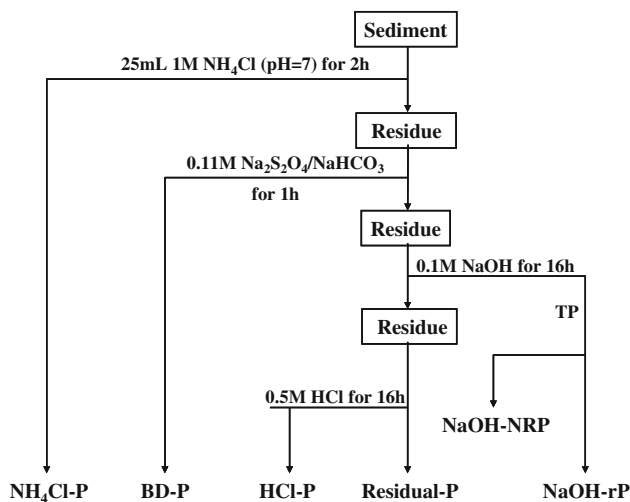 Sediment
25mL 1M NH₄Cl (pH=7) for 2h
Residue
0.11M Na₂S₂O₄/NaHCO₃
for 1h
Residue
0.1M NaOH for 16h
TP
Residue
0.5M HCl for 16h
NaOH-NRP
NH₄Cl-P BD-P HCl-P Residual-P NaOH-rP